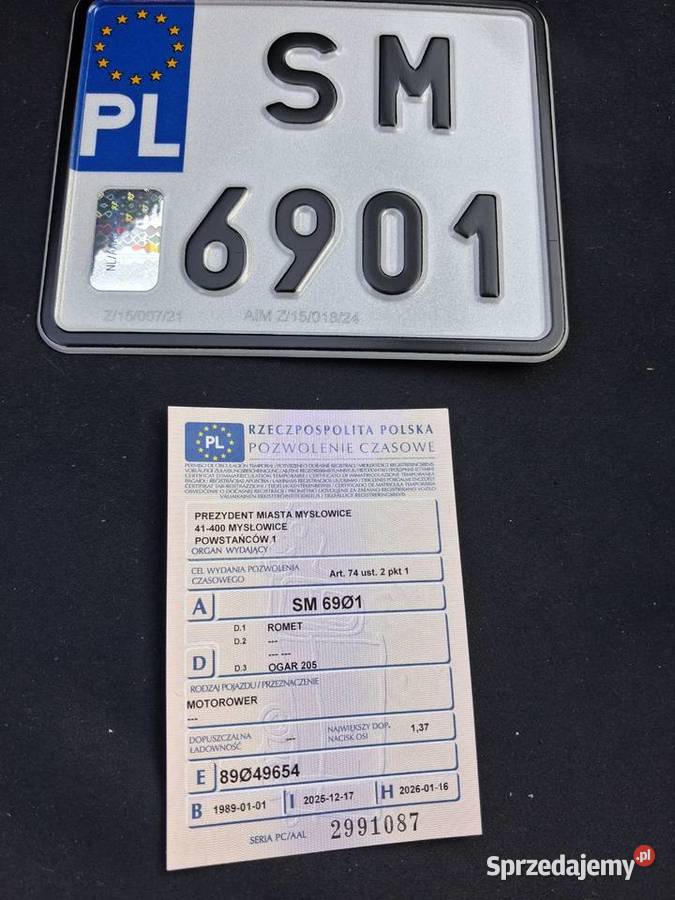 PL
SM
6901
Z/15/007/21
AIM Z/15/018/24
PL
RZECZPOSPOLITA POLSKA
POZWOLENIE CZASOWE
PREZYDENT MIASTA MYSŁOWICE
41-400 MYSŁOWICE
POWSTAŃCÓW 1
ORGAN WYDAJĄCY
CEL WYDANIA POZWOLENIA
CZASOWEGO
Art. 74 ust. 2 pkt 1
A
SM 69Ø1
D.1 ROMET
D.2 ---
--- ---
D
D.3 OGAR 205
RODZAJ POJAZDU / PRZEZNACZENIE
MOTOROWER
---
DOPUSZCZALNA
ŁADOWNOŚĆ
---
NAJWIĘKSZY DOP.
NACISK OSI
1,37
E 89Ø49654
B 1989-01-01 I 2025-12-17 H 2026-01-16
SERIA PC/AAL 2991087
Sprzedajemy.pl